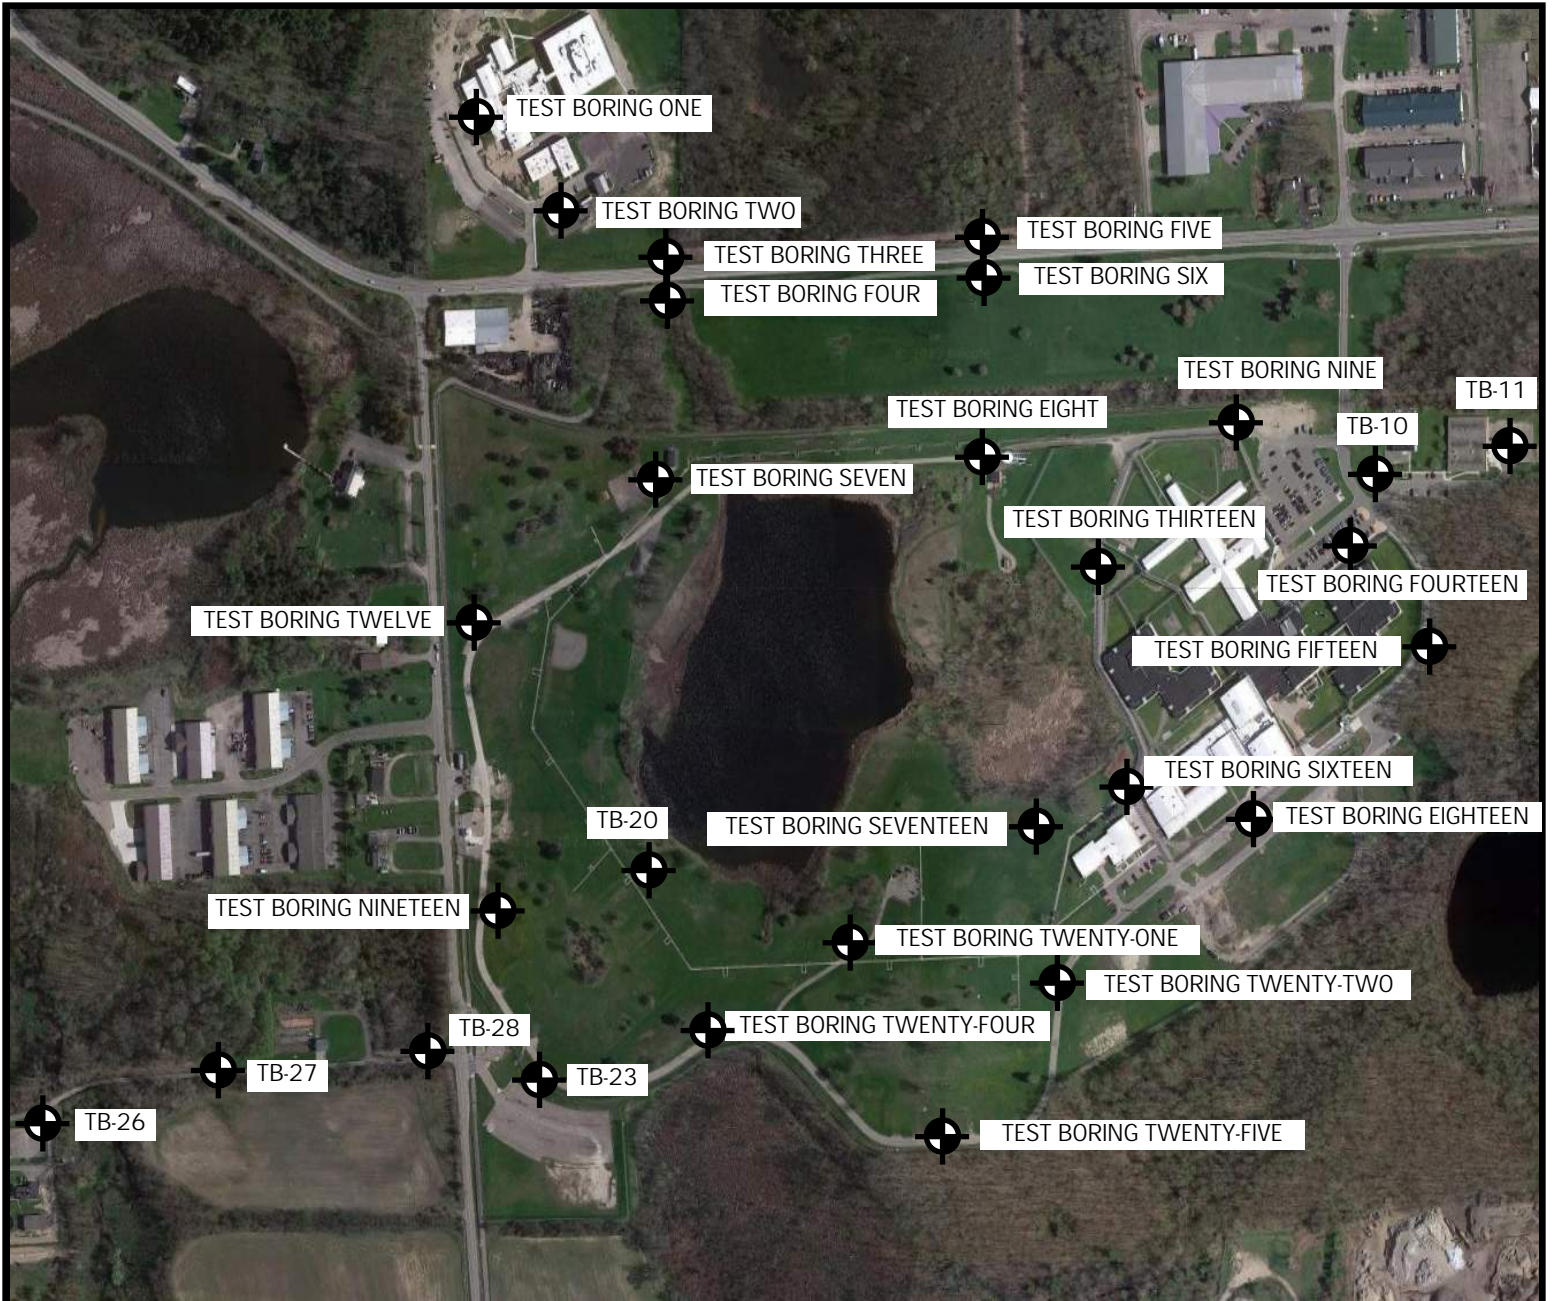 TEST BORING ONE
TEST BORING TWO
TEST BORING FIVE
TEST BORING THREE
TEST BORING SIX
TEST BORING FOUR
TEST BORING NINE
TB-11
TEST BORING EIGHT
TB-10
TEST BORING SEVEN
TEST BORING THIRTEEN
TEST BORING FOURTEEN
TEST BORING TWELVE
TEST BORING FIFTEEN
TEST BORING SIXTEEN
TB-20
TEST BORING SEVENTEEN
TEST BORING EIGHTEEN
TEST BORING NINETEEN
TEST BORING TWENTY-ONE
TEST BORING TWENTY-TWO
TB-28
TEST BORING TWENTY-FOUR
TB-27
TB-23
TB-26
TEST BORING TWENTY-FIVE